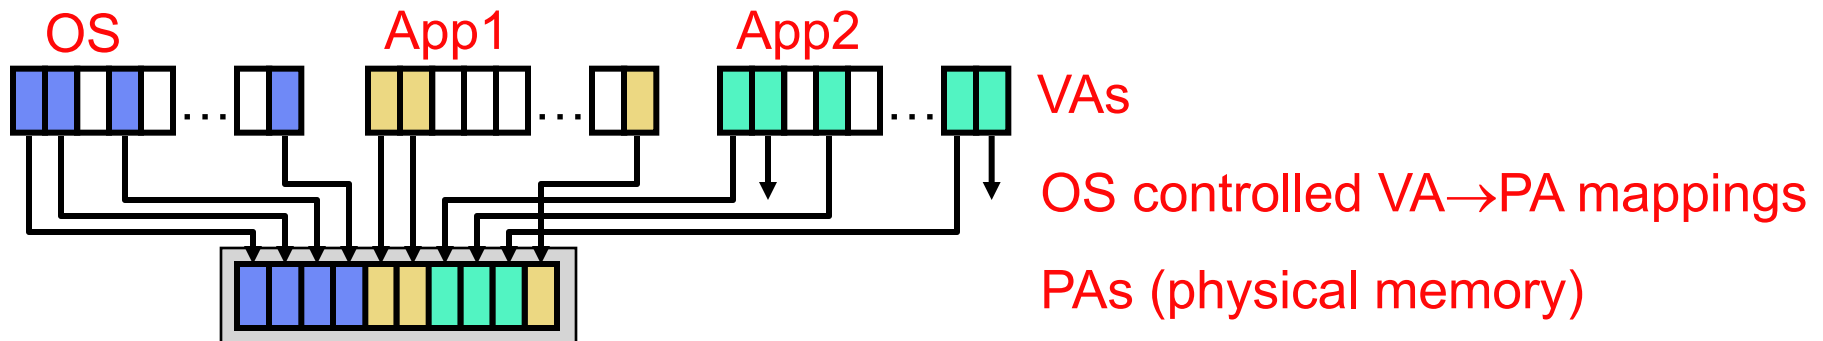 OS App1 App2
... ... ... VAs
OS controlled VA→PA mappings
PAs (physical memory)